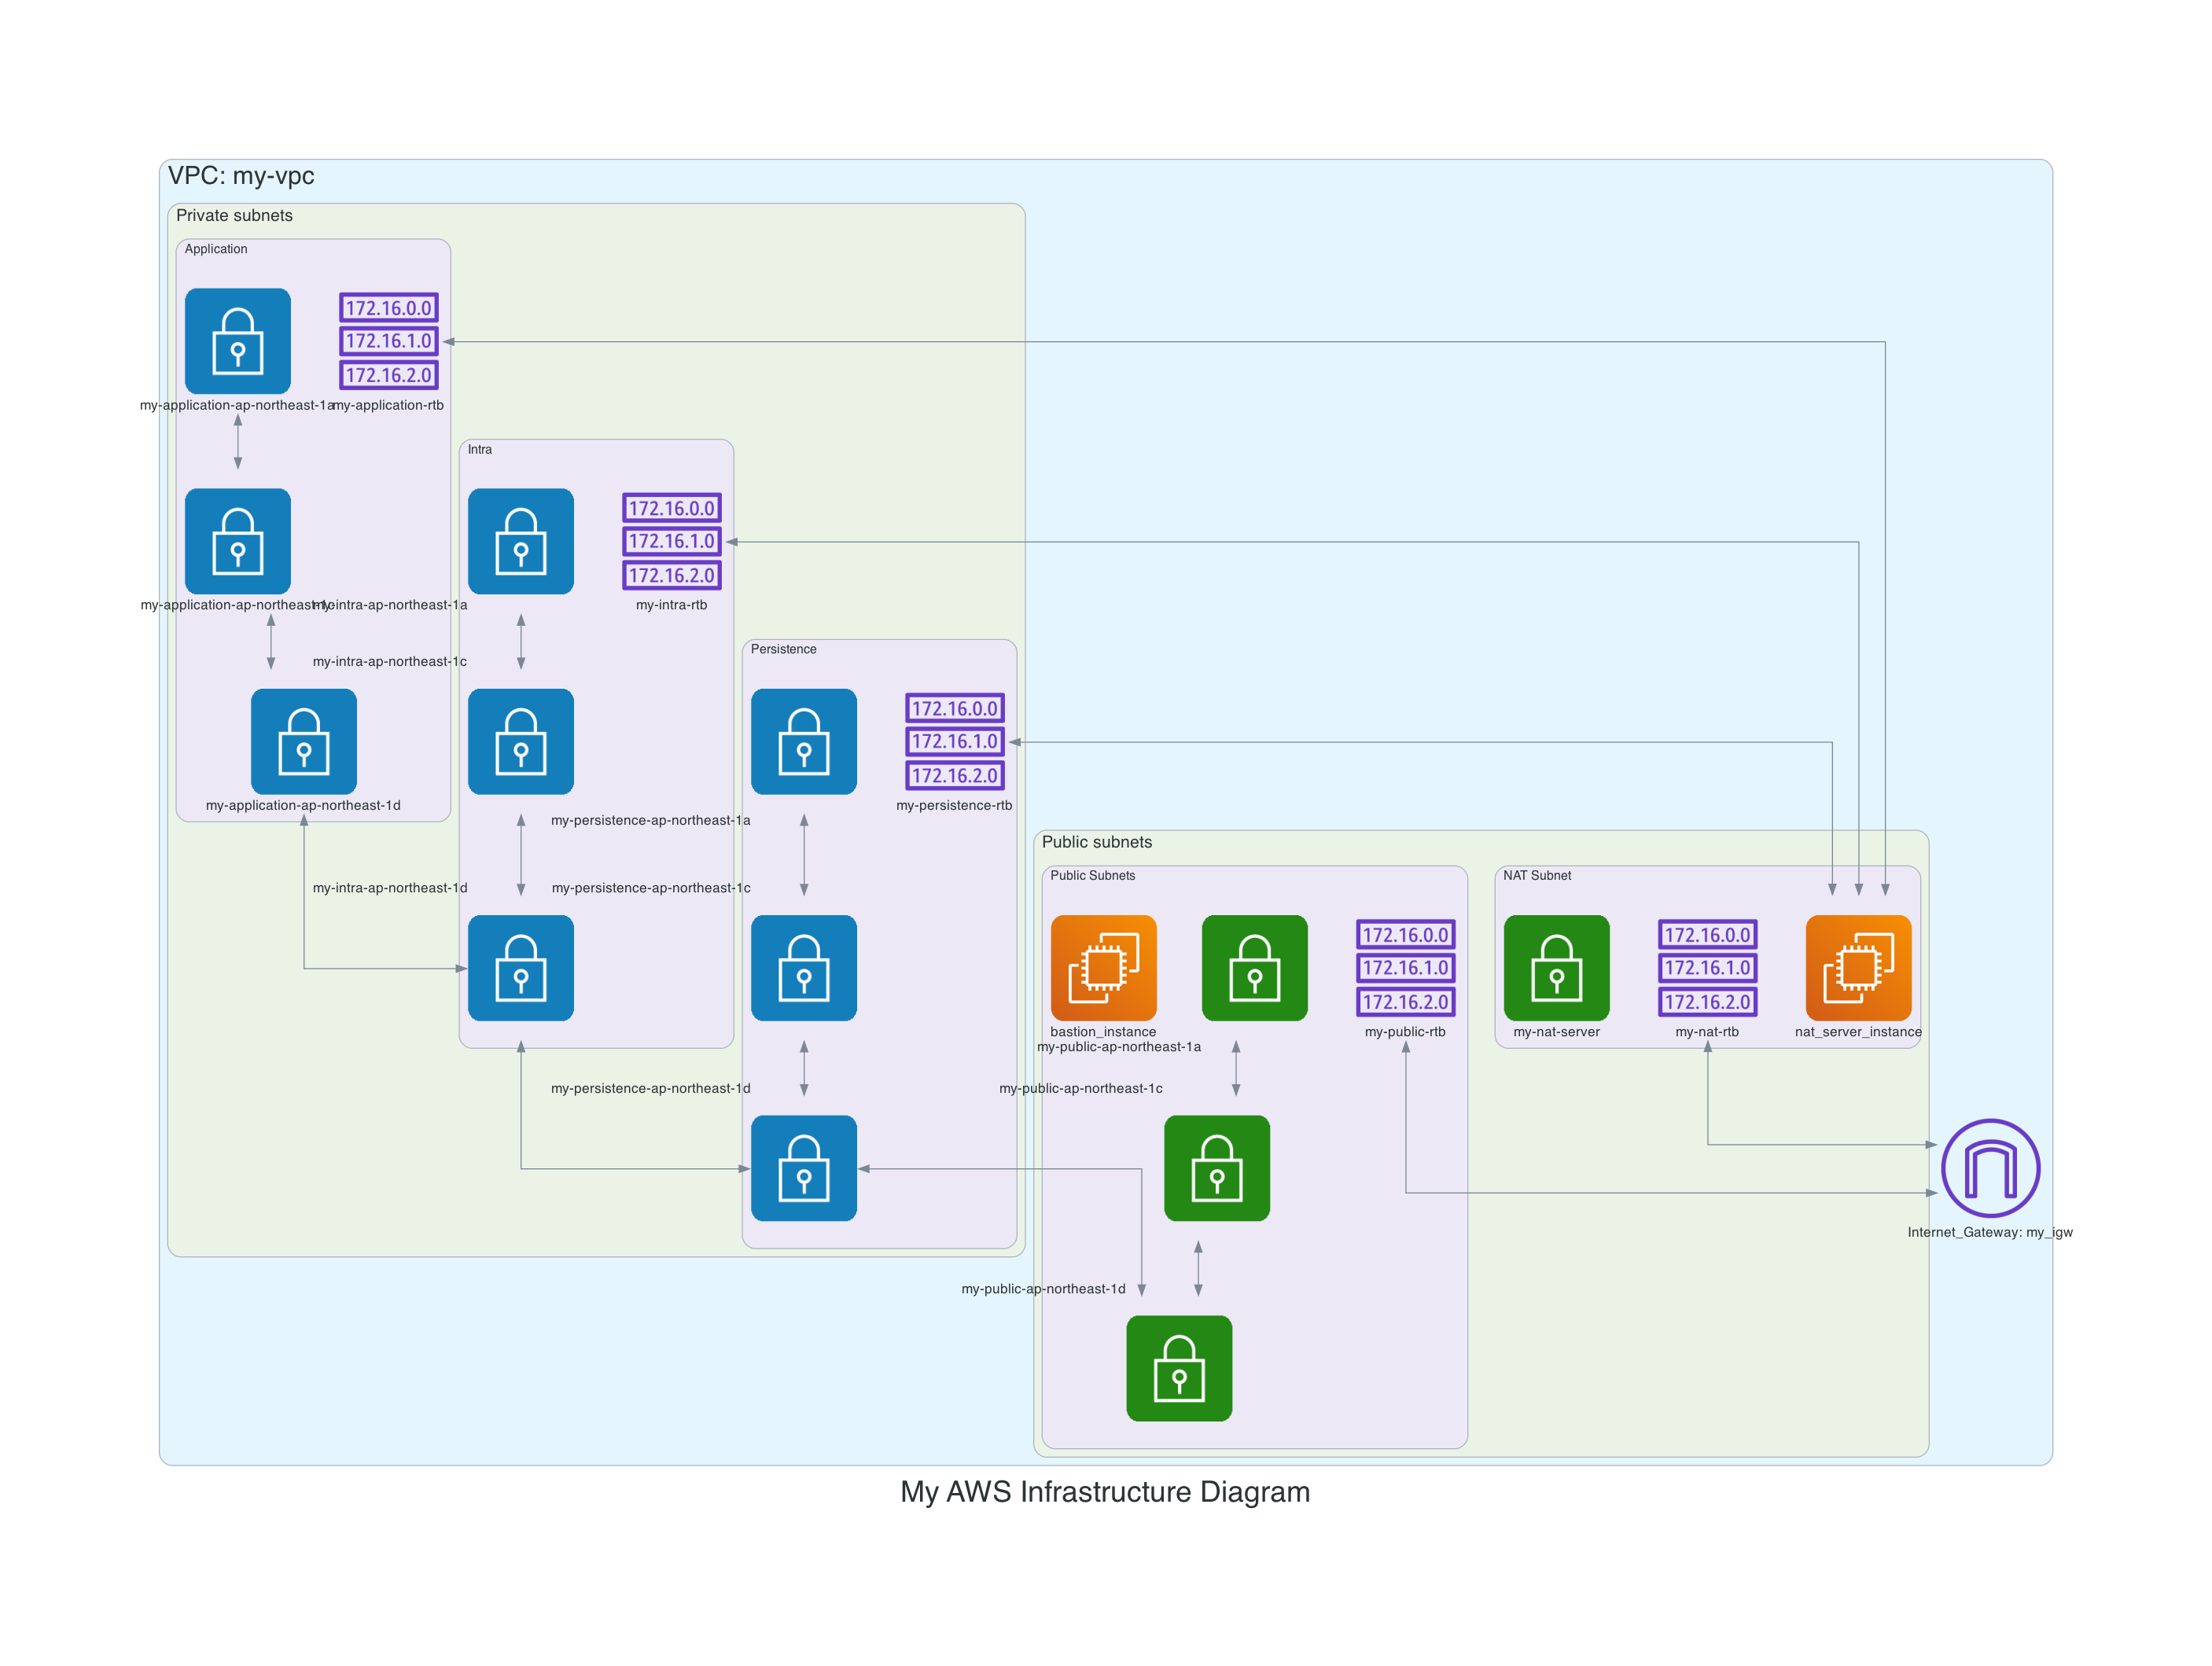 VPC: my-vpc
Private subnets
Application
172.16.0.0
172.16.1.0
172.16.2.0
my-application-ap-northeast-1a
my-application-rtb
Intra
172.16.0.0
172.16.1.0
172.16.2.0
my-application-ap-northeast-1c
my-intra-ap-northeast-1a
my-intra-rtb
my-intra-ap-northeast-1c
Persistence
172.16.0.0
172.16.1.0
172.16.2.0
my-application-ap-northeast-1d
my-persistence-rtb
my-persistence-ap-northeast-1a
my-intra-ap-northeast-1d
my-persistence-ap-northeast-1c
my-persistence-ap-northeast-1d
Public subnets
Public Subnets
172.16.0.0
172.16.1.0
172.16.2.0
bastion_instance
my-public-rtb
my-public-ap-northeast-1a
my-public-ap-northeast-1c
my-public-ap-northeast-1d
NAT Subnet
172.16.0.0
172.16.1.0
172.16.2.0
my-nat-server
my-nat-rtb
nat_server_instance
Internet_Gateway: my_igw
My AWS Infrastructure Diagram